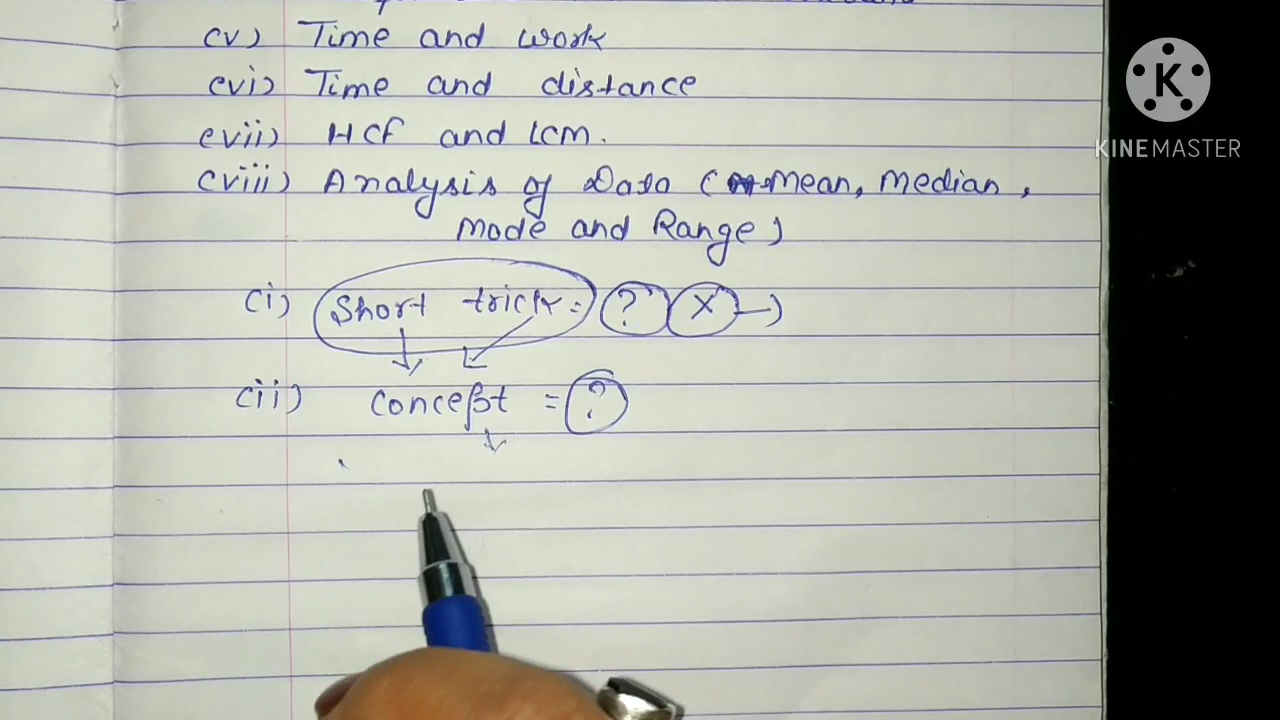 (v) Time and work
(vi) Time and distance
(vii) HCF and LCM.
(viii) Analysis of Data (Mean, Median,
Mode and Range)
(i) Short trick = ? X →
(ii) Concept = ?
K
KINEMASTER